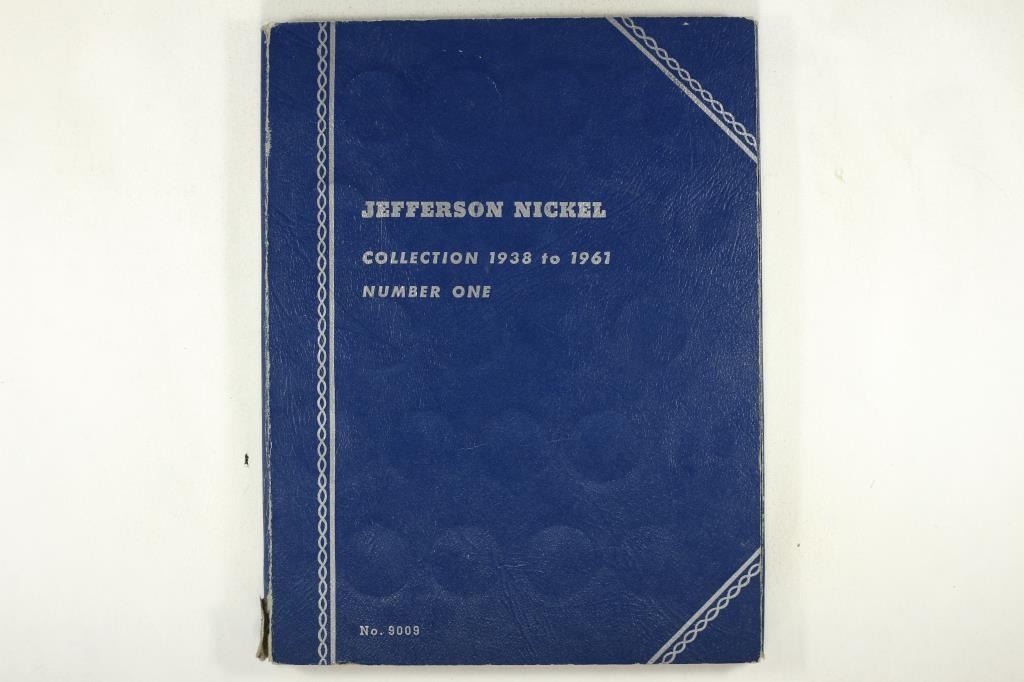 JEFFERSON NICKEL
COLLECTION 1938 to 1961
NUMBER ONE
No. 9009